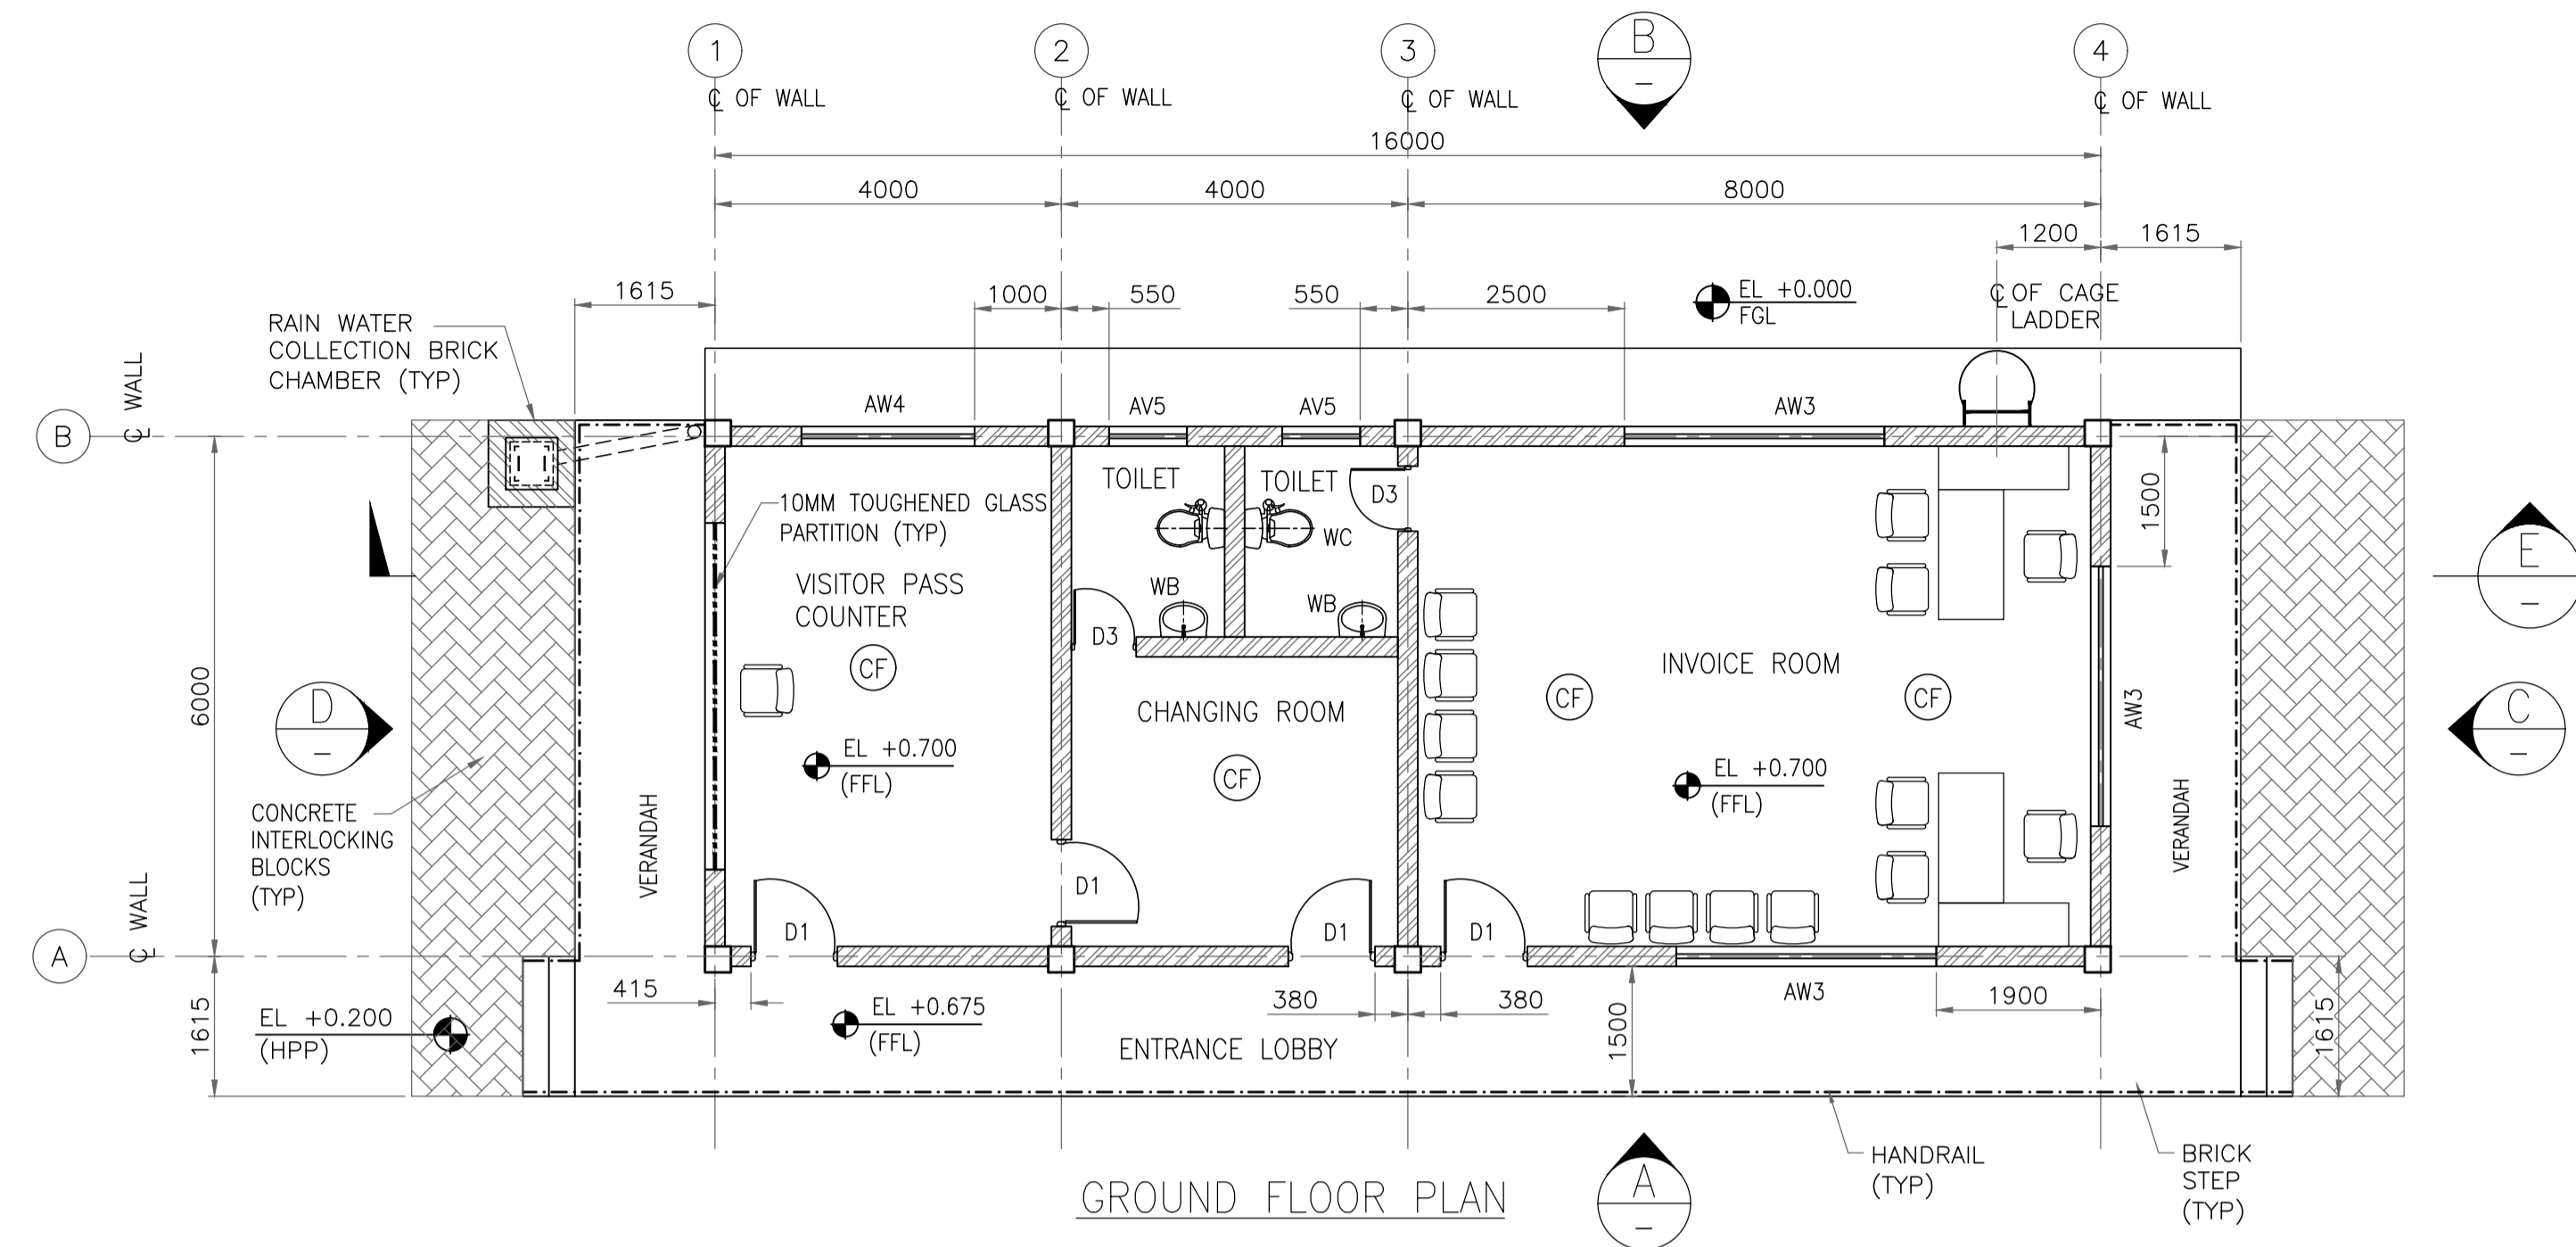 1
2
3
4
B
-
℄ OF WALL
℄ OF WALL
℄ OF WALL
℄ OF WALL
16000
4000
4000
8000
1200
1615
1615
1000
550
550
2500
EL +0.000
FGL
℄ OF CAGE
LADDER
RAIN WATER
COLLECTION BRICK
CHAMBER (TYP)
℄ WALL
B
AW4
AV5
AV5
AW3
TOILET
TOILET
D3
10MM TOUGHENED GLASS
PARTITION (TYP)
WC
1500
E
-
VISITOR PASS
COUNTER
WB
WB
D3
CF
6000
INVOICE ROOM
D
-
CHANGING ROOM
CF
CF
AW3
C
-
EL +0.700
(FFL)
CF
EL +0.700
(FFL)
CONCRETE
INTERLOCKING
BLOCKS
(TYP)
VERANDAH
VERANDAH
D1
℄ WALL
D1
D1
D1
A
415
EL +0.675
(FFL)
380
380
AW3
1900
EL +0.200
(HPP)
1615
ENTRANCE LOBBY
1500
1615
HANDRAIL
(TYP)
BRICK
STEP
(TYP)
GROUND FLOOR PLAN
A
-